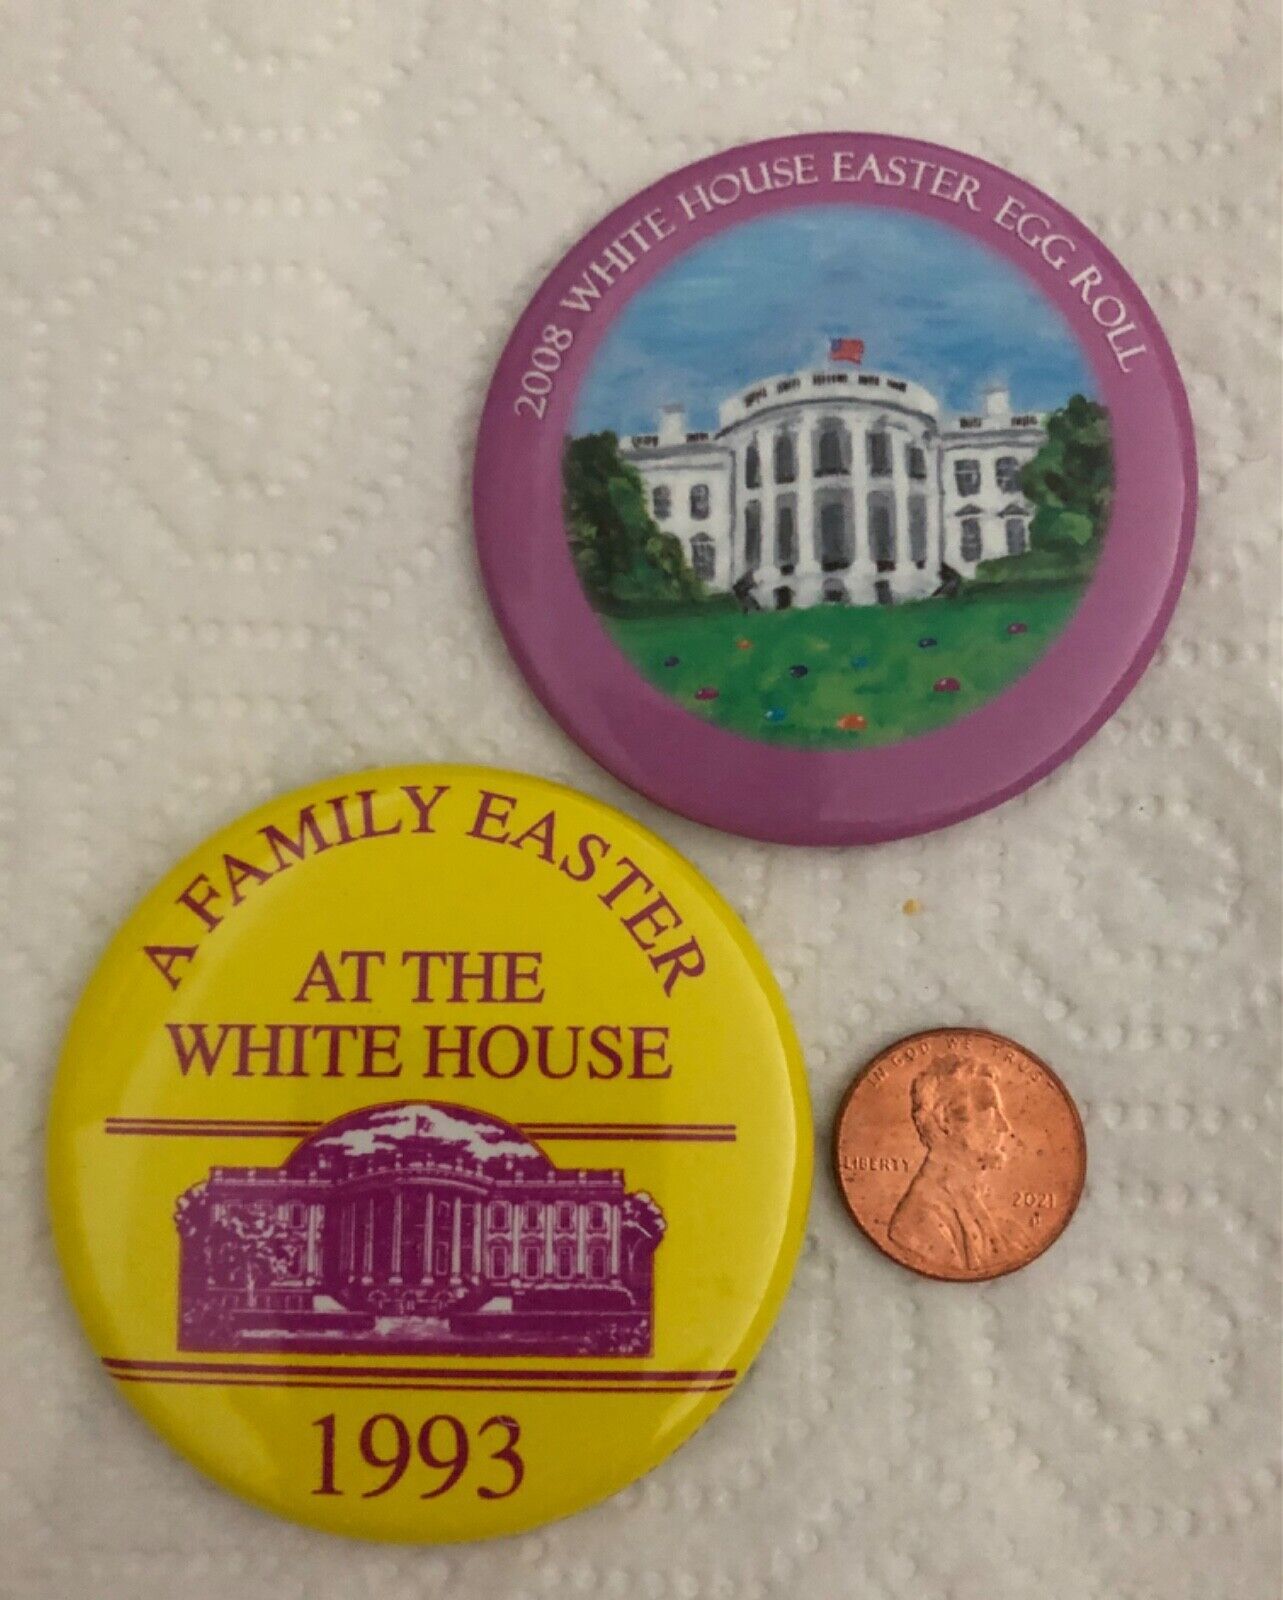 2008 WHITE HOUSE EASTER EGG ROLL
A FAMILY EASTER
AT THE
WHITE HOUSE
1993
IN GOD WE TRUST
LIBERTY
2021